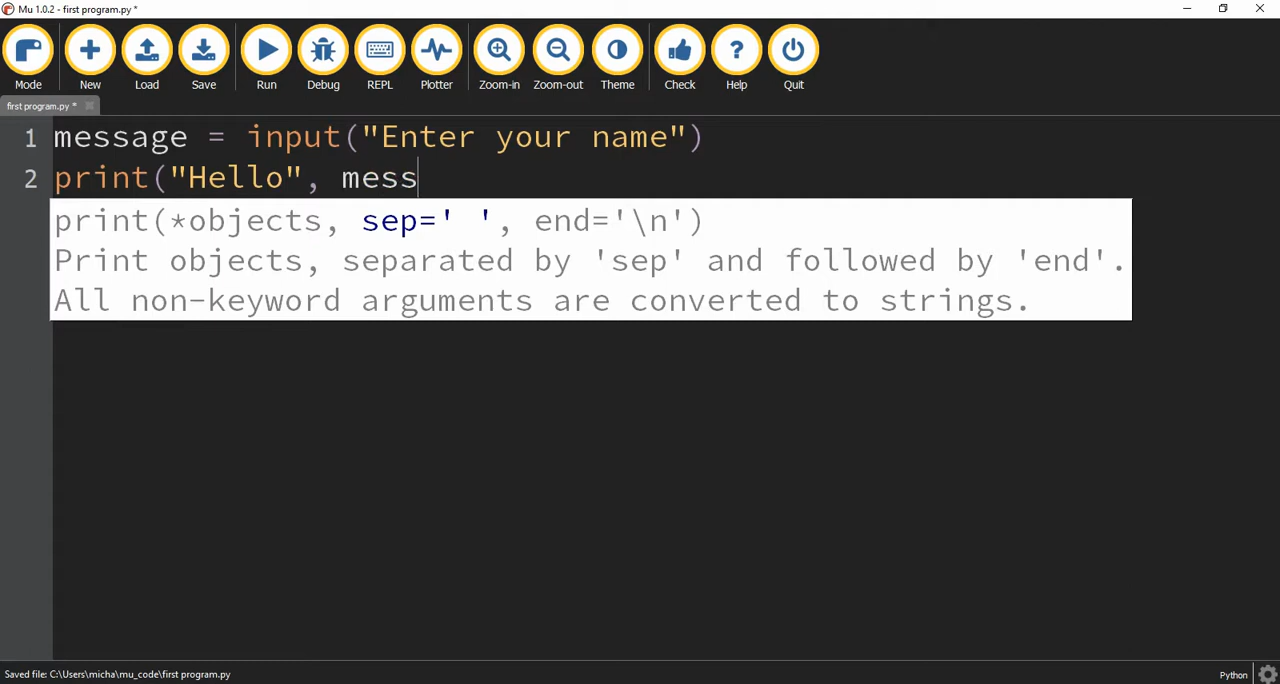 Mu 1.0.2 - first program.py *
Mode New Load Save Run Debug REPL Plotter Zoom-in Zoom-out Theme Check Help Quit
first program.py *
1 message = input("Enter your name")
2 print("Hello", mess
print(*objects, sep=' ', end='\n')
Print objects, separated by 'sep' and followed by 'end'.
All non-keyword arguments are converted to strings.
Saved file: C:\Users\micha\mu_code\first program.py Python